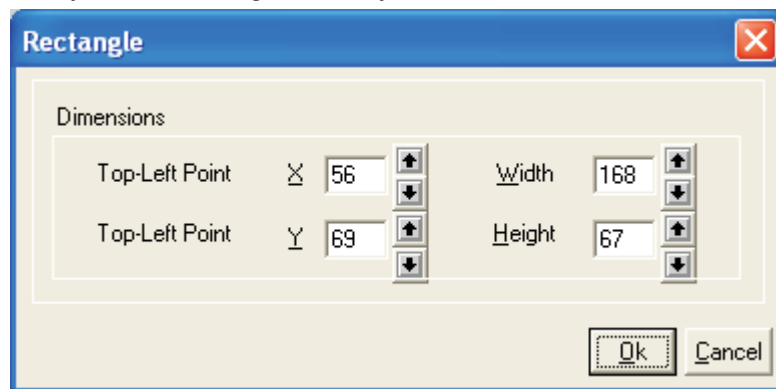 Rectangle
Dimensions
Top-Left Point X 56 Width 168
Top-Left Point Y 69 Height 67
Ok Cancel